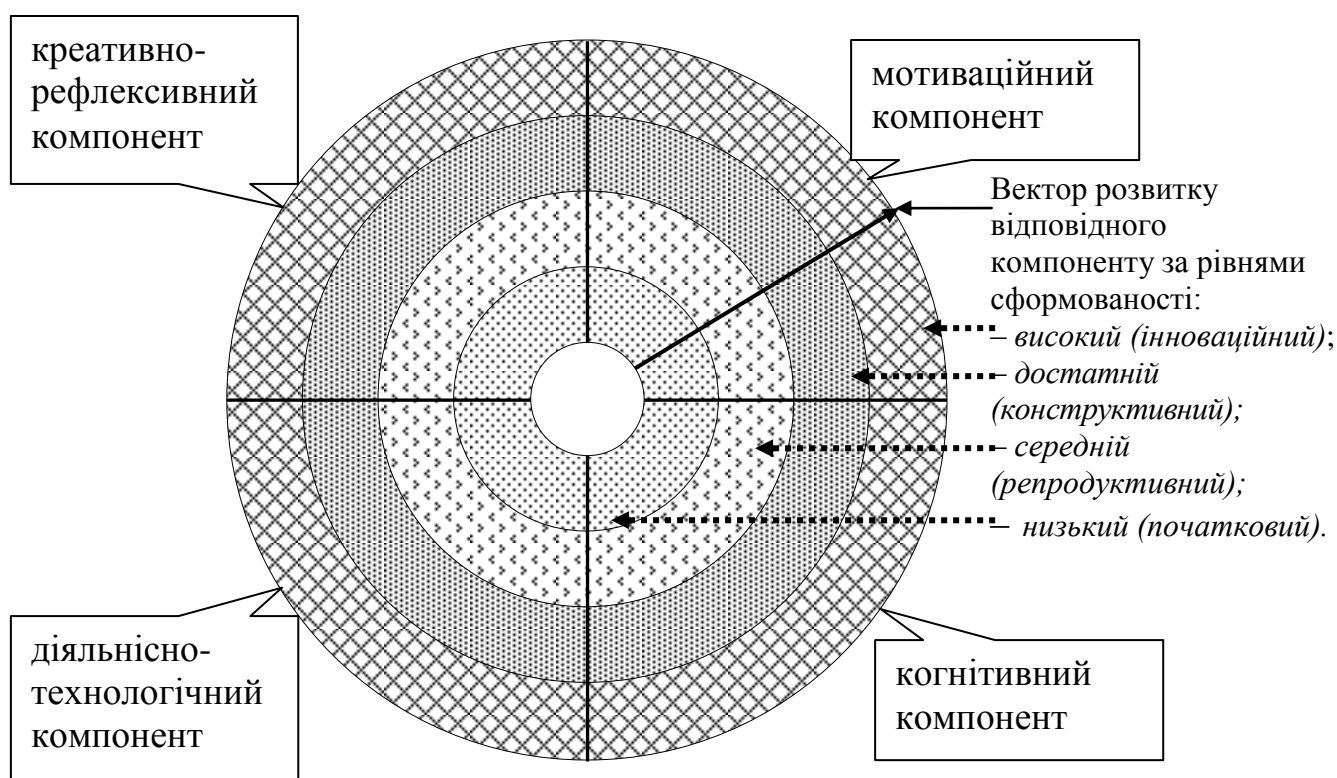 креативно-
рефлексивний
компонент
мотиваційний
компонент
Вектор розвитку
відповідного
компоненту за рівнями
сформованості:
– високий (інноваційний);
– достатній
(конструктивний);
– середній
(репродуктивний);
– низький (початковий).
діяльнісно-
технологічний
компонент
когнітивний
компонент